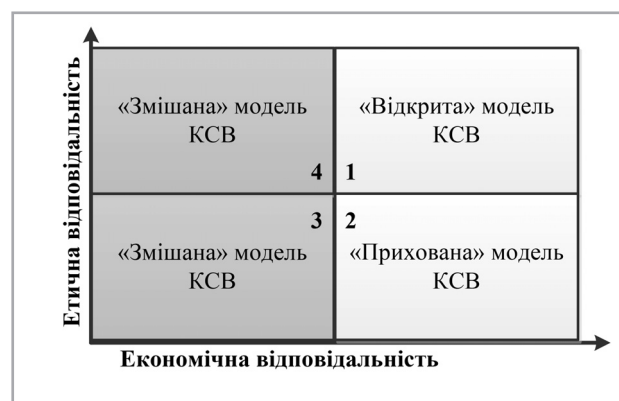 Етична відповідальність
«Змішана» модель
КСВ
4
«Відкрита» модель
КСВ
1
«Змішана» модель
КСВ
3
«Прихована» модель
КСВ
2
Економічна відповідальність